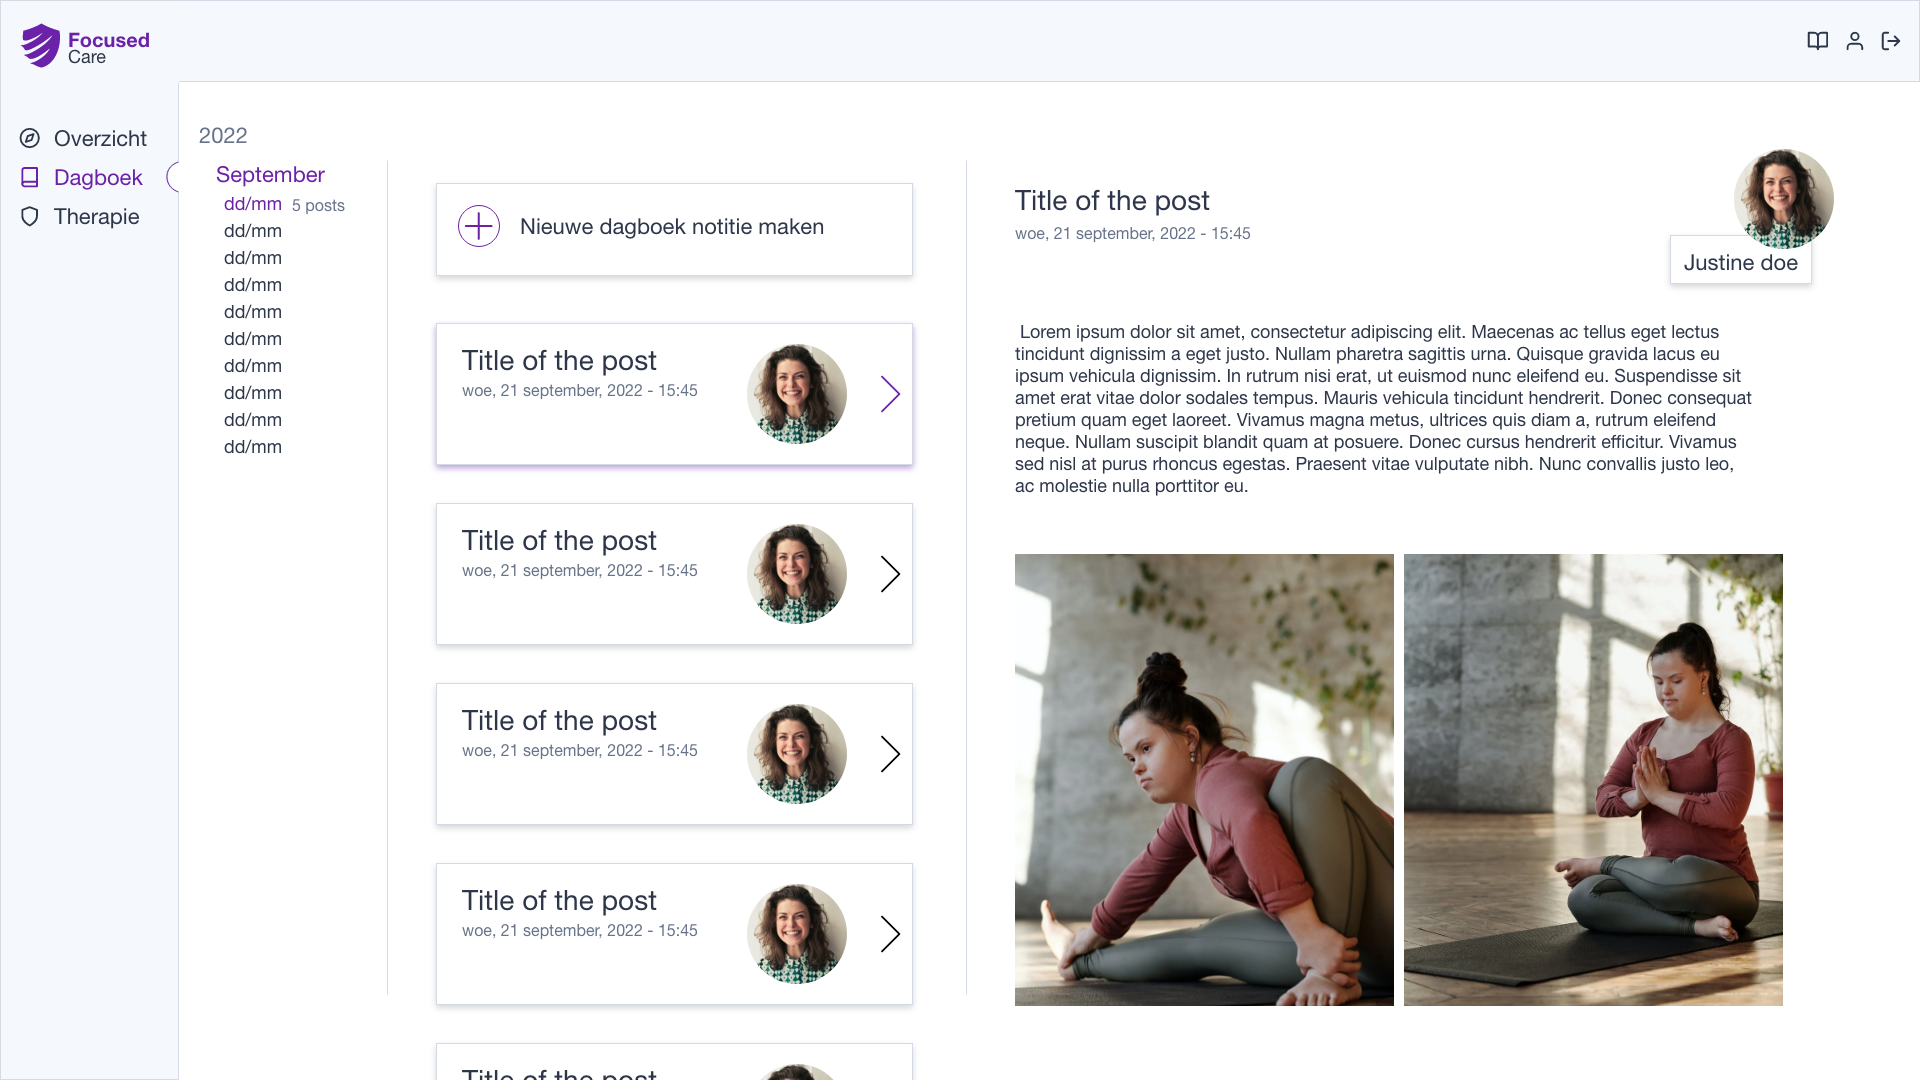 Focused
Care
Overzicht
Dagboek
Therapie
2022
September
dd/mm 5 posts
dd/mm
dd/mm
dd/mm
dd/mm
dd/mm
dd/mm
dd/mm
dd/mm
dd/mm
Nieuwe dagboek notitie maken
Title of the post
woe, 21 september, 2022 - 15:45
Title of the post
woe, 21 september, 2022 - 15:45
Title of the post
woe, 21 september, 2022 - 15:45
Title of the post
woe, 21 september, 2022 - 15:45
Title of the post
Title of the post
woe, 21 september, 2022 - 15:45
Justine doe
Lorem ipsum dolor sit amet, consectetur adipiscing elit. Maecenas ac tellus eget lectus
tincidunt dignissim a eget justo. Nullam pharetra sagittis urna. Quisque gravida lacus eu
ipsum vehicula dignissim. In rutrum nisi erat, ut euismod nunc eleifend eu. Suspendisse sit
amet erat vitae dolor sodales tempus. Mauris vehicula tincidunt hendrerit. Donec consequat
pretium quam eget laoreet. Vivamus magna metus, ultrices quis diam a, rutrum eleifend
neque. Nullam suscipit blandit quam at posuere. Donec cursus hendrerit efficitur. Vivamus
sed nisl at purus rhoncus egestas. Praesent vitae vulputate nibh. Nunc convallis justo leo,
ac molestie nulla porttitor eu.